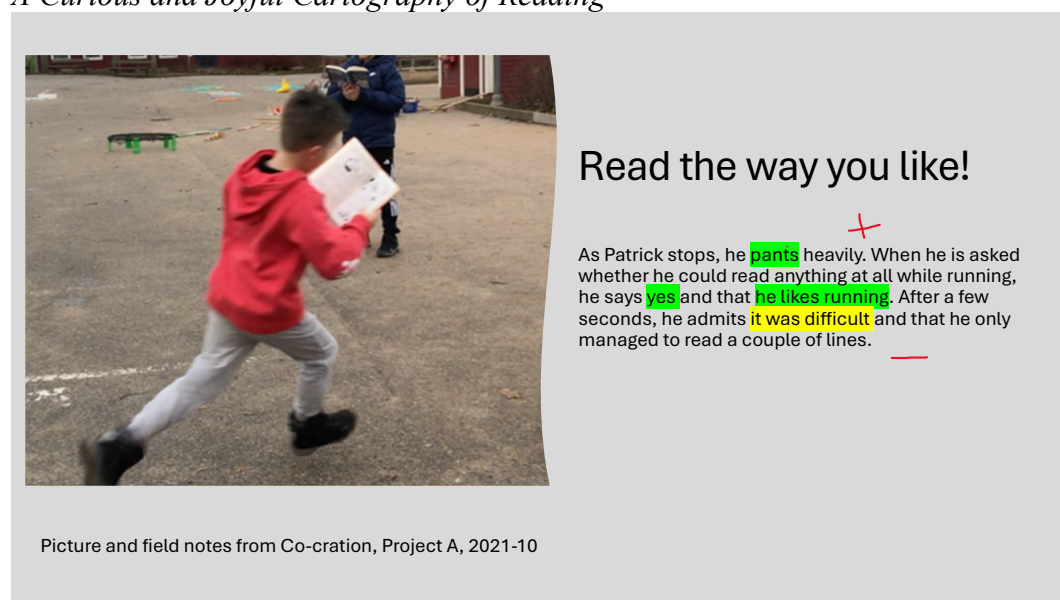 A Curious and Joyful Cartography of Reading
Read the way you like!
As Patrick stops, he pants heavily. When he is asked
whether he could read anything at all while running,
he says yes and that he likes running. After a few
seconds, he admits it was difficult and that he only
managed to read a couple of lines.
Picture and field notes from Co-cration, Project A, 2021-10